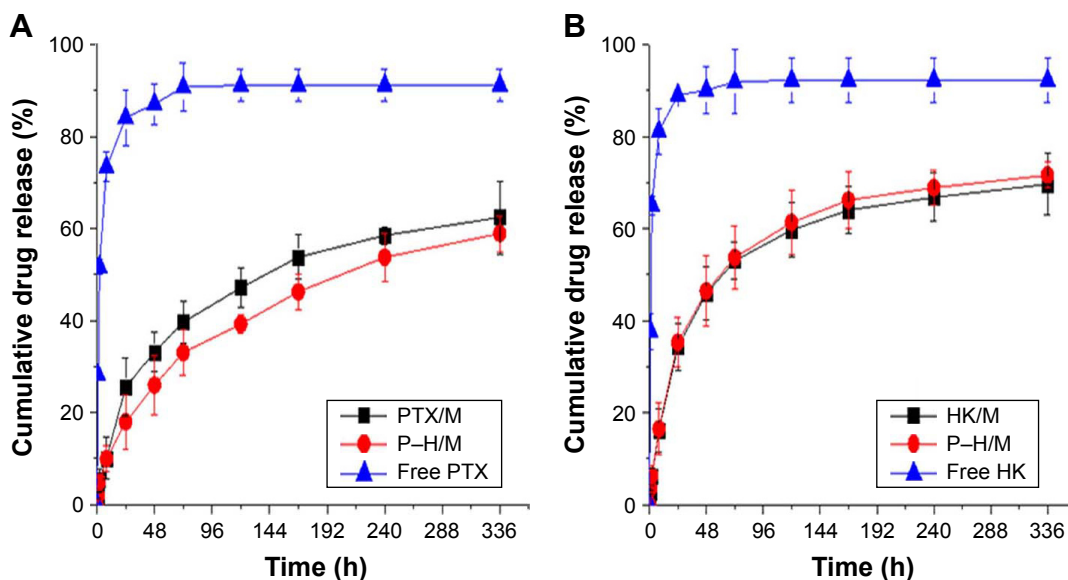 A
Cumulative drug release (%)
100
80
60
40
20
0
PTX/M
P–H/M
Free PTX
0 48 96 144 192 240 288 336
Time (h)
B
Cumulative drug release (%)
100
80
60
40
20
0
HK/M
P–H/M
Free HK
0 48 96 144 192 240 288 336
Time (h)